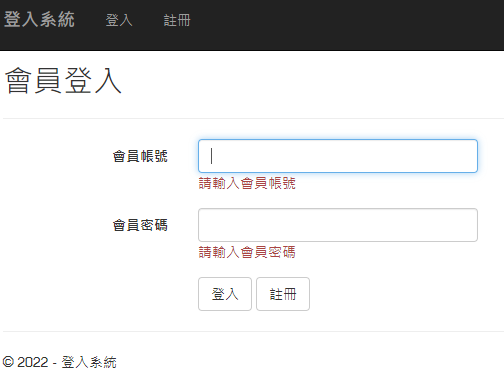 登入系統 登入 註冊
會員登入
會員帳號
請輸入會員帳號
會員密碼
請輸入會員密碼
登入 註冊
© 2022 - 登入系統